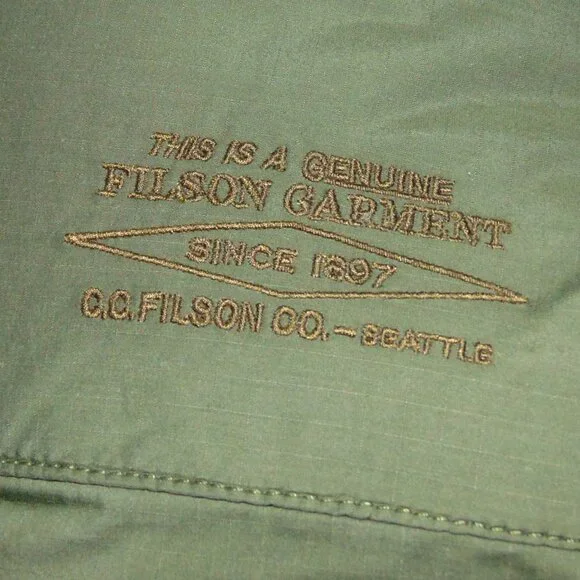 THIS IS A GENUINE
FILSON GARMENT
SINCE 1897
C.C. FILSON CO. – SEATTLE